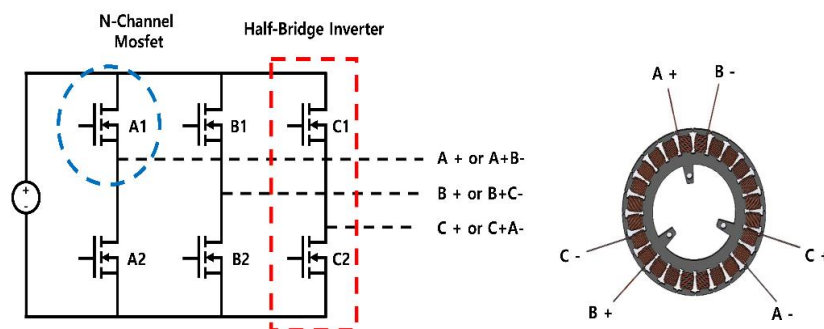 N-Channel
Mosfet
Half-Bridge Inverter
A1
B1
C1
A + or A+B-
B + or B+C-
C + or C+A-
+
-
A2
B2
C2
A +
B -
C -
C +
B +
A -